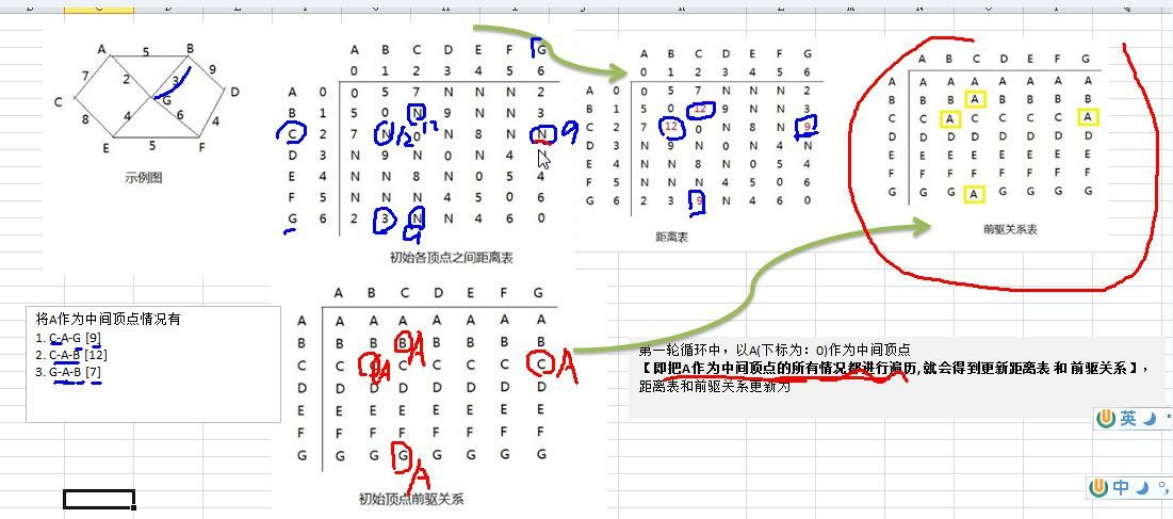 A 5 B
7 2 3 9
C G D
8 4 6 4
E 5 F
示例图
A B C D E F G
0 1 2 3 4 5 6
A 0 0 5 7 N N N 2
B 1 5 0 N 9 N N 3
C 2 7 N 0 N 8 N N
D 3 N 9 N 0 N 4 N
E 4 N N 8 N 0 5 4
F 5 N N N 4 5 0 6
G 6 2 3 N N 4 6 0
12 12 9
9
初始各顶点之间距离表
A B C D E F G
0 1 2 3 4 5 6
A 0 0 5 7 N N N 2
B 1 5 0 12 9 N N 3
C 2 7 12 0 N 8 N 9
D 3 N 9 N 0 N 4 N
E 4 N N 8 N 0 5 4
F 5 N N N 4 5 0 6
G 6 2 3 9 N 4 6 0
距离表
A B C D E F G
A A A A A A A A
B B B A B B B B
C C A C C C C A
D D D D D D D D
E E E E E E E E
F F F F F F F F
G G G A G G G G
前驱关系表
将A作为中间顶点情况有
1. C-A-G [9]
2. C-A-B [12]
3. G-A-B [7]
A B C D E F G
A A A A A A A A
B B B B B B B B
C C C C C C C C
D D D D D D D D
E E E E E E E E
F F F F F F F F
G G G G G G G G
A A A
A
初始顶点前驱关系
第一轮循环中，以A(下标为：0)作为中间顶点
【即把A作为中间顶点的所有情况都进行遍历,就会得到更新距离表 和 前驱关系】，
距离表和前驱关系更新为
英
中